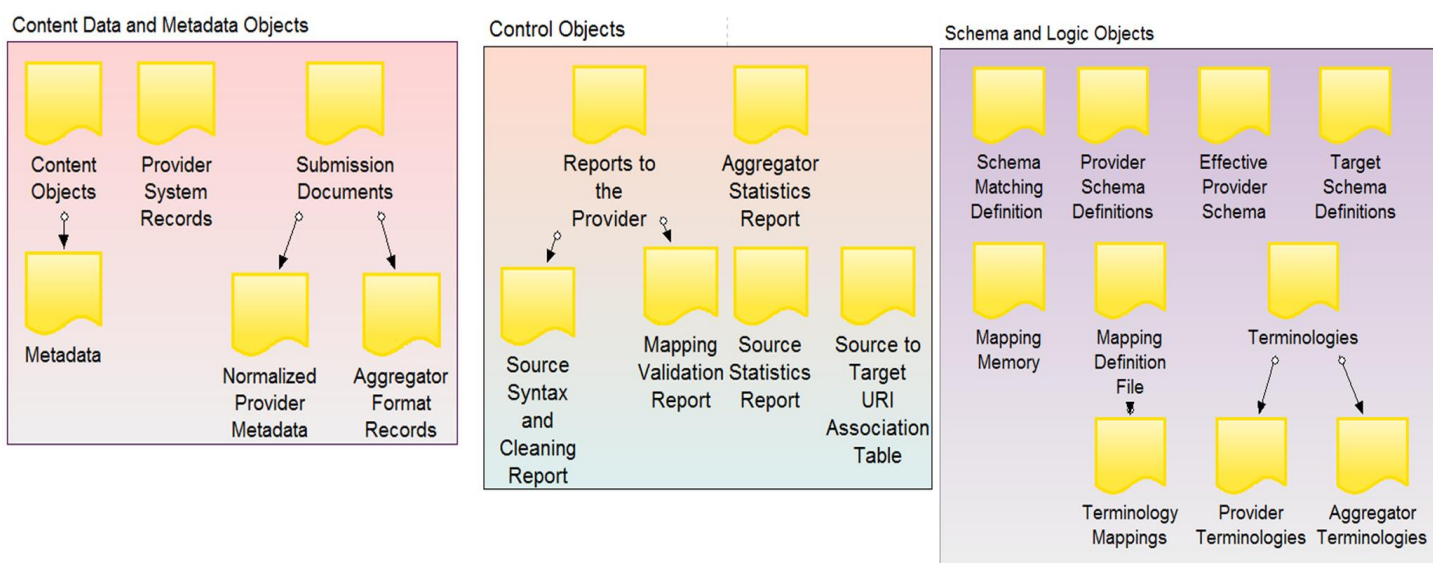 Content Data and Metadata Objects
Content
Objects
Provider
System
Records
Submission
Documents
Metadata
Normalized
Provider
Metadata
Aggregator
Format
Records
Control Objects
Reports to
the
Provider
Aggregator
Statistics
Report
Source
Syntax
and
Cleaning
Report
Mapping
Validation
Report
Source
Statistics
Report
Source to
Target
URI
Association
Table
Schema and Logic Objects
Schema
Matching
Definition
Provider
Schema
Definitions
Effective
Provider
Schema
Target
Schema
Definitions
Mapping
Memory
Mapping
Definition
File
Terminologies
Terminology
Mappings
Provider
Terminologies
Aggregator
Terminologies